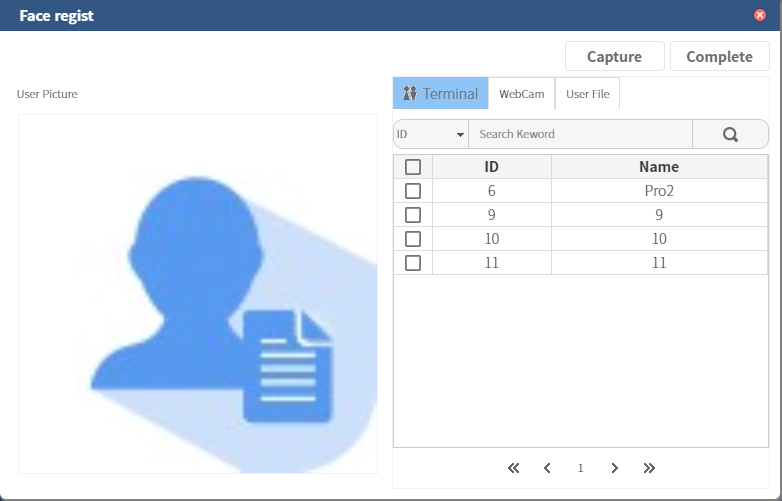 Face regist
Capture Complete
User Picture
Terminal WebCam User File
ID Search Keword
ID Name
6 Pro2
9 9
10 10
11 11
1